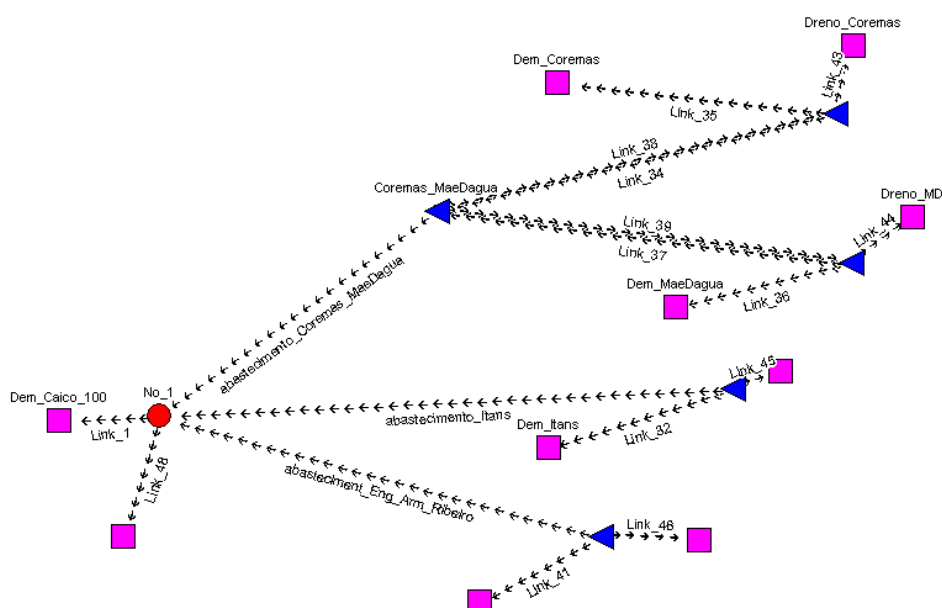 Dreno_Coremas
Dem_Coremas
Link_43
Link_35
Link_38
Link_34
Coremas_MaeDagua
Dreno_MD
Link_44
Link_39
Link_37
Dem_MaeDagua
Link_36
abastecimento_Coremas_MaeDagua
Link_45
Dem_Caico_100
No_1
Link_1
abastecimento_Itans
Dem_Itans
Link_32
Link_48
abasteciment_Eng_Arm_Ribeiro
Link_46
Link_41